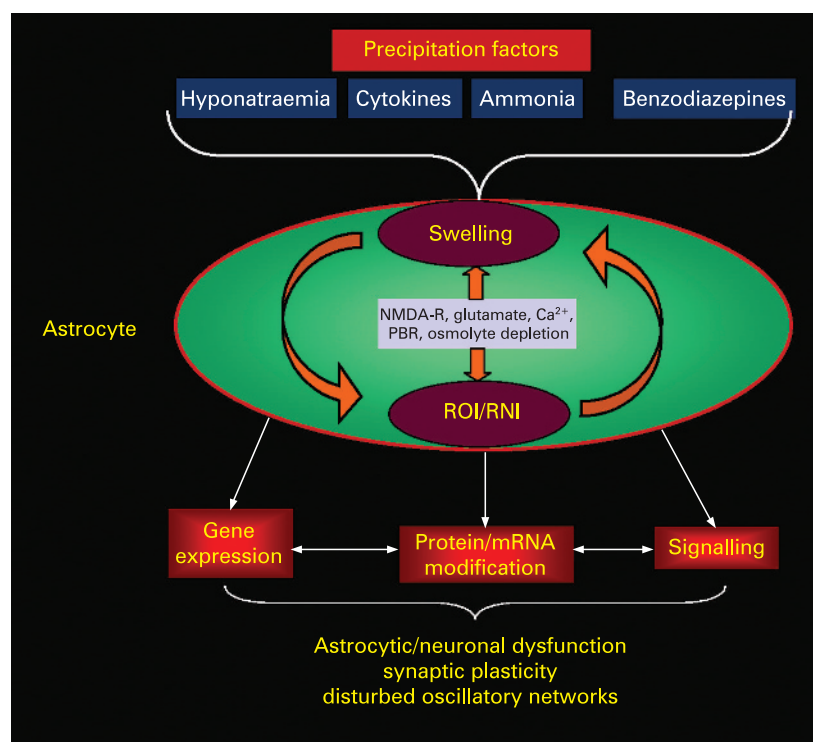 Precipitation factors
Hyponatraemia
Cytokines
Ammonia
Benzodiazepines
Swelling
NMDA-R, glutamate, Ca²⁺,
PBR, osmolyte depletion
Astrocyte
ROI/RNI
Gene
expression
Protein/mRNA
modification
Signalling
Astrocytic/neuronal dysfunction
synaptic plasticity
disturbed oscillatory networks